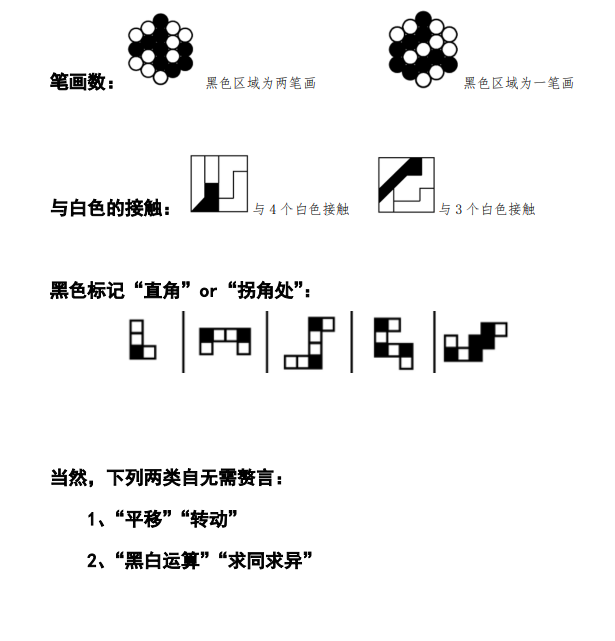 笔画数： 黑色区域为两笔画 黑色区域为一笔画
与白色的接触： 与 4 个白色接触 与 3 个白色接触
黑色标记“直角”or“拐角处”：
当然，下列两类自无需赘言：
1、“平移”“转动”
2、“黑白运算”“求同求异”